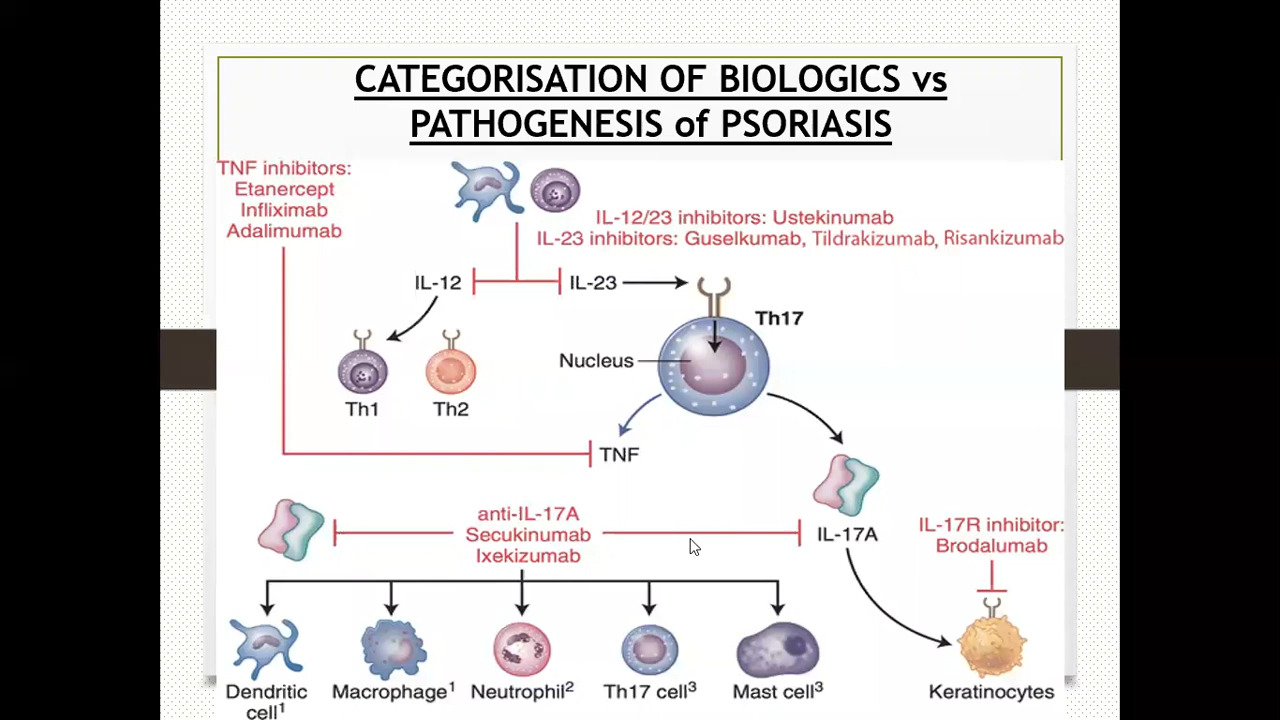 CATEGORISATION OF BIOLOGICS vs
PATHOGENESIS of PSORIASIS
TNF inhibitors:
Etanercept
Infliximab
Adalimumab
IL-12/23 inhibitors: Ustekinumab
IL-23 inhibitors: Guselkumab, Tildrakizumab, Risankizumab
IL-12
IL-23
Th17
Nucleus
Th1
Th2
TNF
anti-IL-17A
Secukinumab
Ixekizumab
IL-17A
IL-17R inhibitor:
Brodalumab
Dendritic
cell¹
Macrophage¹
Neutrophil²
Th17 cell³
Mast cell³
Keratinocytes